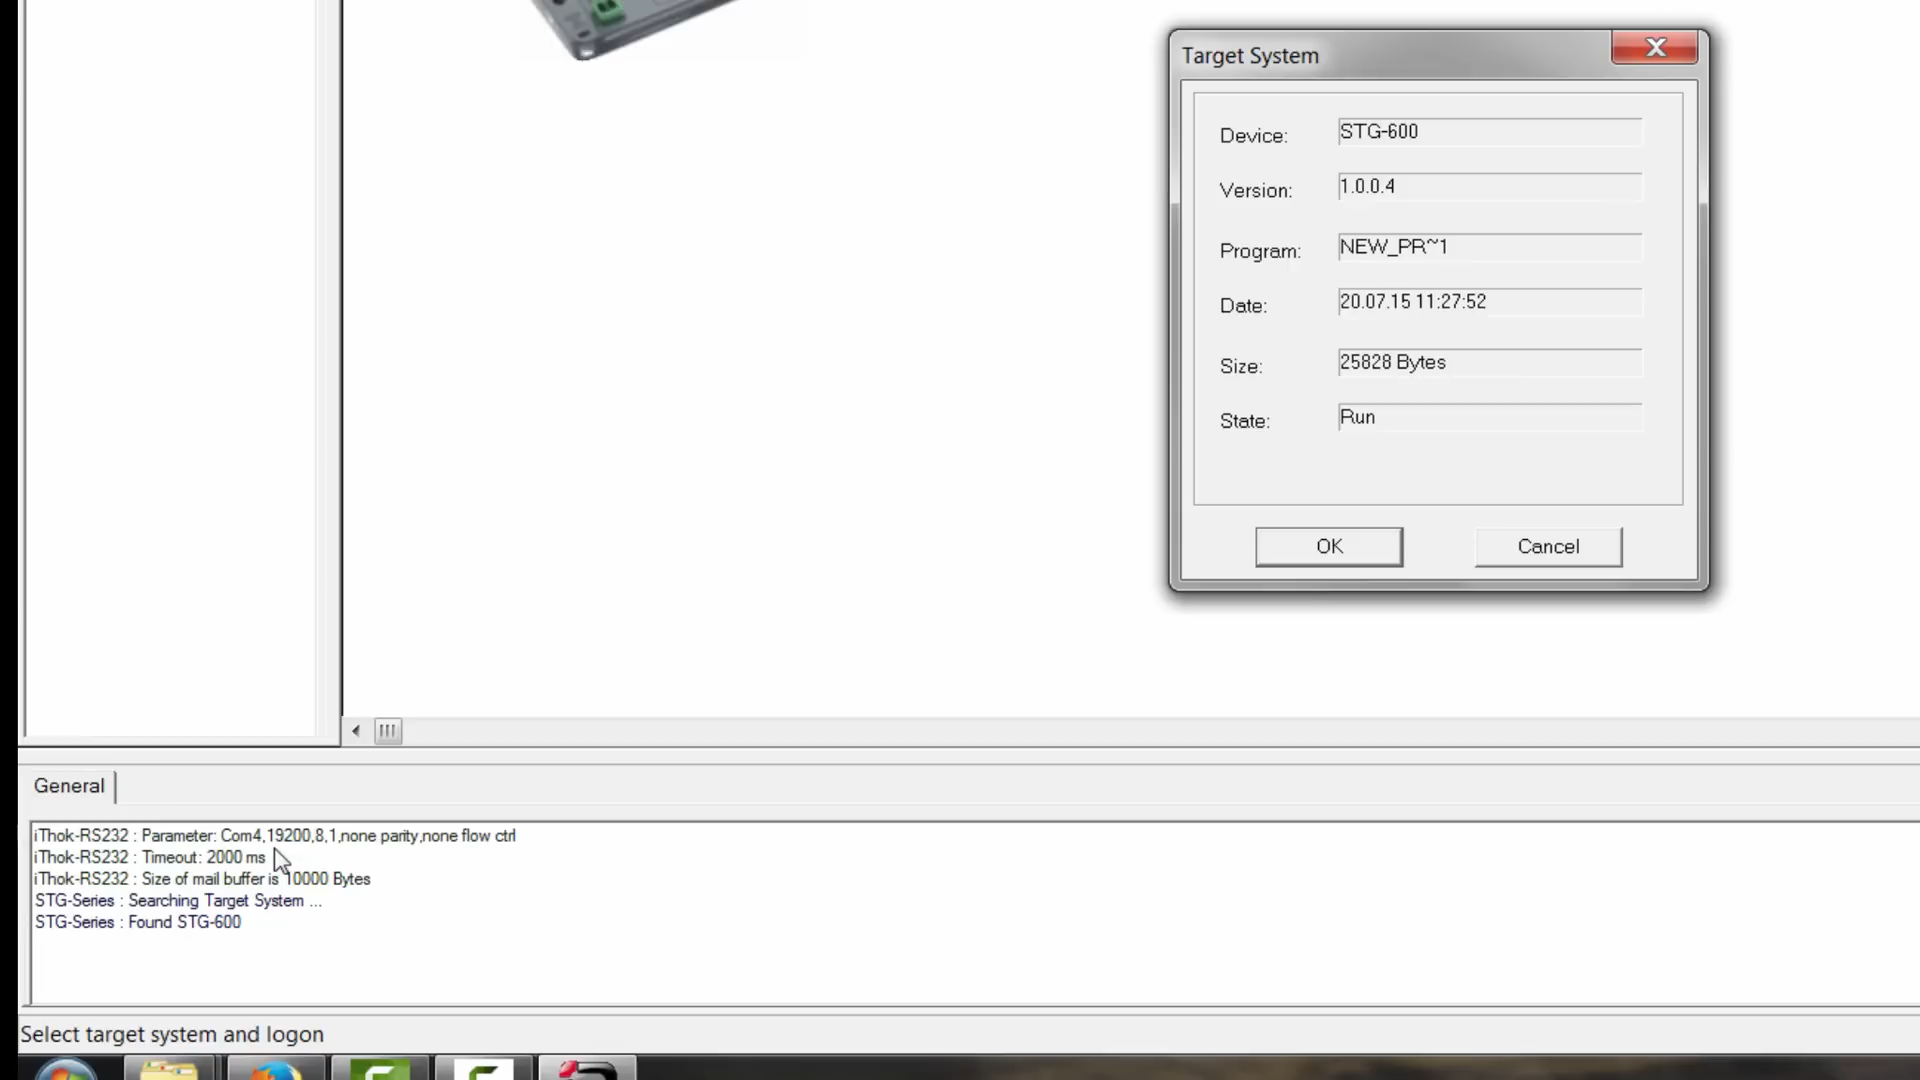 Target System
Device: STG-600
Version: 1.0.0.4
Program: NEW_PR~1
Date: 20.07.15 11:27:52
Size: 25828 Bytes
State: Run
OK Cancel
General
iThok-RS232 : Parameter: Com4,19200,8,1,none parity,none flow ctrl
iThok-RS232 : Timeout: 2000 ms
iThok-RS232 : Size of mail buffer is 10000 Bytes
STG-Series : Searching Target System ...
STG-Series : Found STG-600
Select target system and logon